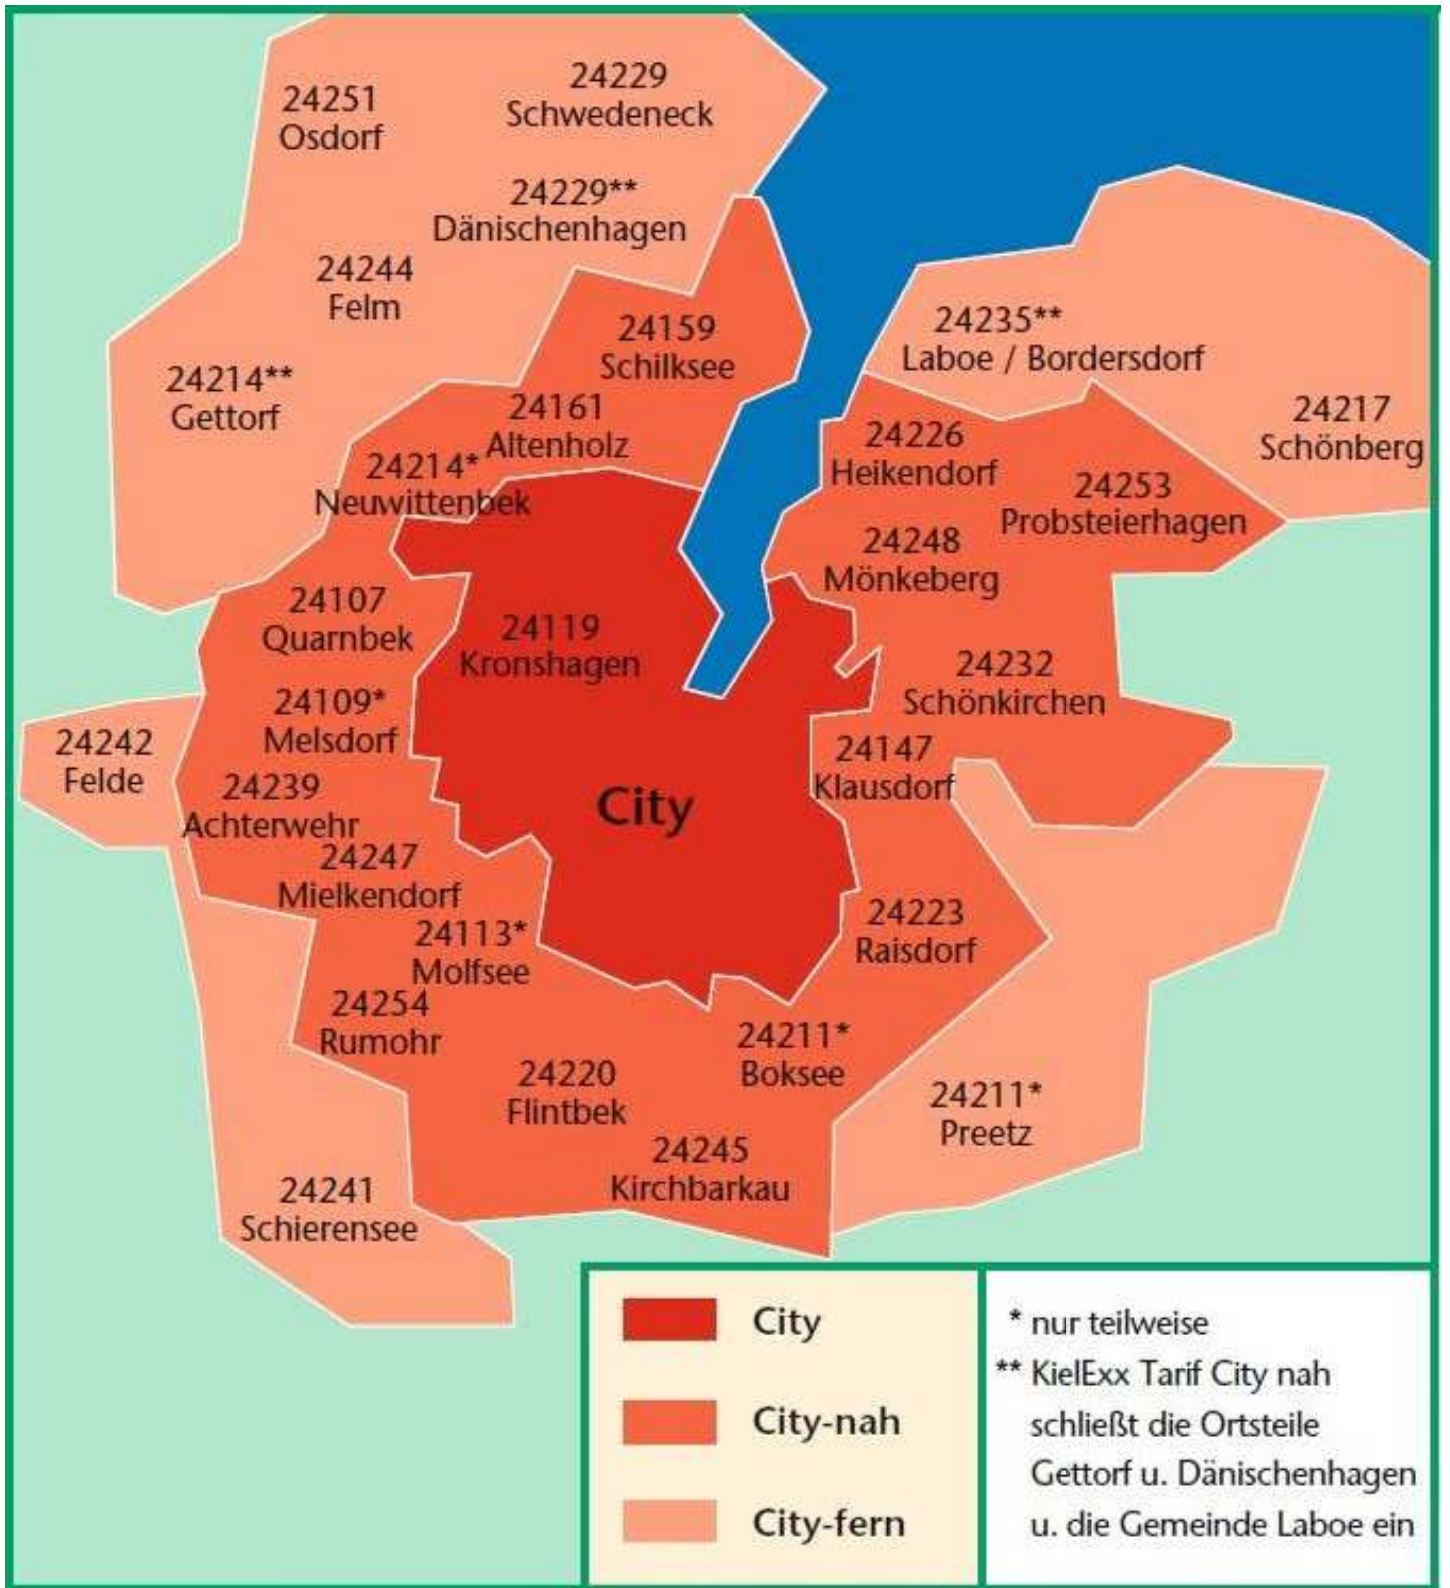 24251
Osdorf
24229
Schwedeneck
24229**
Dänischenhagen
24244
Felm
24214**
Gettorf
24159
Schilksee
24161
Altenholz
24214*
Neuwittenbek
24235**
Laboe / Bordersdorf
24217
Schönberg
24226
Heikendorf
24253
Probsteierhagen
24248
Mönkeberg
24107
Quarnbek
24119
Kronshagen
24232
Schönkirchen
24109*
Melsdorf
24242
Felde
24147
Klausdorf
24239
Achterwehr
City
24247
Mielkendorf
24113*
Molfsee
24223
Raisdorf
24254
Rumohr
24211*
Boksee
24220
Flintbek
24211*
Preetz
24245
Kirchbarkau
24241
Schierensee
City
City-nah
City-fern
* nur teilweise
** KielExx Tarif City nah
schließt die Ortsteile
Gettorf u. Dänischenhagen
u. die Gemeinde Laboe ein